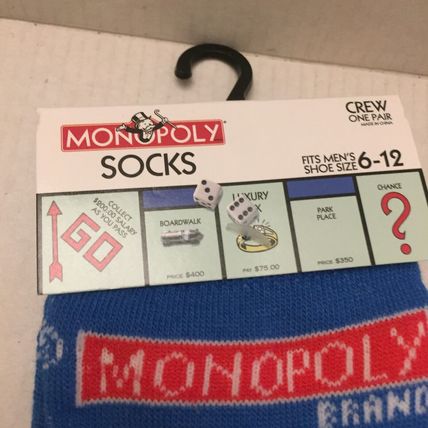 CREW
ONE PAIR
MADE IN CHINA
MONOPOLY
SOCKS
FITS MEN'S
SHOE SIZE 6-12
COLLECT
$200.00 SALARY
AS YOU PASS
GO
BOARDWALK
PRICE $400
LUXURY
PAY $75.00
PARK
PLACE
PRICE $350
CHANCE
?
MONOPOLY
BRAND